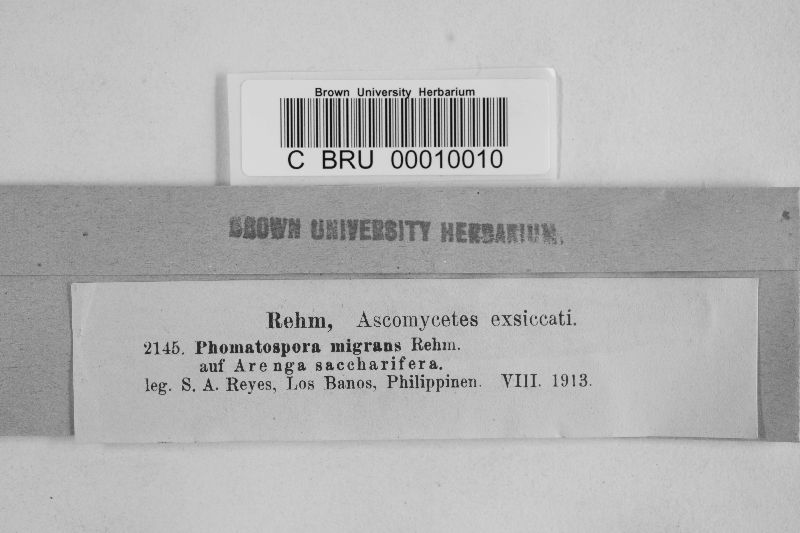 Brown University Herbarium
C BRU 00010010
BROWN UNIVERSITY HERBARIUM.
Rehm, Ascomycetes exsiccati.
2145. Phomatospora migrans Rehm.
auf Arenga saccharifera.
leg. S. A. Reyes, Los Banos, Philippinen. VIII. 1913.